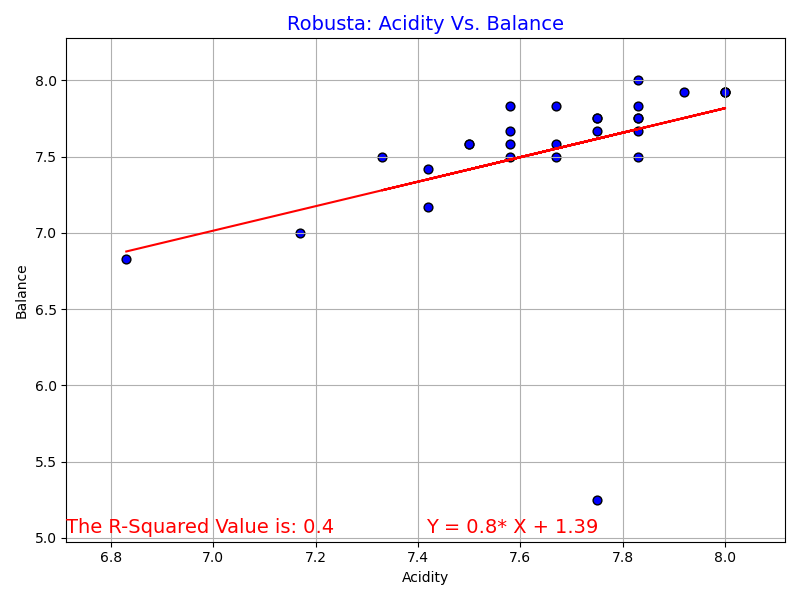 Robusta: Acidity Vs. Balance
Balance
8.0
7.5
7.0
6.5
6.0
5.5
5.0
The R-Squared Value is: 0.4
Y = 0.8* X + 1.39
6.8 7.0 7.2 7.4 7.6 7.8 8.0
Acidity